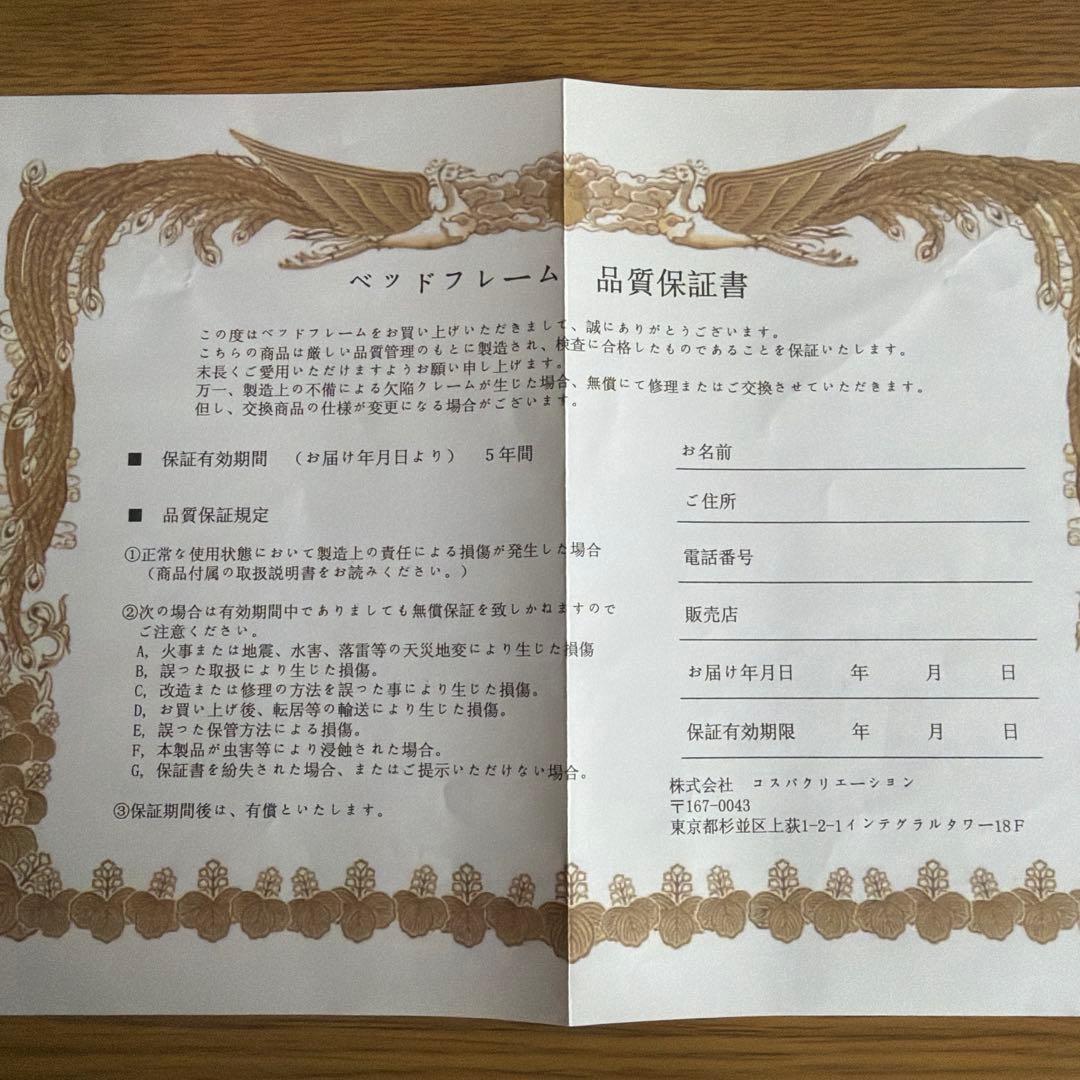 ベッドフレーム 品質保証書
この度はベッドフレームをお買い上げいただきまして、誠にありがとうございます。
こちらの商品は厳しい品質管理のもとに製造され、検査に合格したものであることを保証いたします。
末長くご愛用いただけますようお願い申し上げます。
万一、製造上の不備による欠陥クレームが生じた場合、無償にて修理またはご交換させていただきます。
但し、交換商品の仕様が変更になる場合がございます。
■ 保証有効期間 （お届け年月日より） 5年間
■ 品質保証規定
①正常な使用状態において製造上の責任による損傷が発生した場合
（商品付属の取扱説明書をお読みください。）
②次の場合は有効期間中でありましても無償保証を致しかねますので
ご注意ください。
A, 火事または地震、水害、落雷等の天災地変により生じた損傷
B, 誤った取扱により生じた損傷。
C, 改造または修理の方法を誤った事により生じた損傷。
D, お買い上げ後、転居等の輸送により生じた損傷。
E, 誤った保管方法による損傷。
F, 本製品が虫害等により浸蝕された場合。
G, 保証書を紛失された場合、またはご提示いただけない場合。
③保証期間後は、有償といたします。
お名前
ご住所
電話番号
販売店
お届け年月日 年 月 日
保証有効期限 年 月 日
株式会社 コスパクリエーション
〒167-0043
東京都杉並区上荻1-2-1インテグラルタワー18F